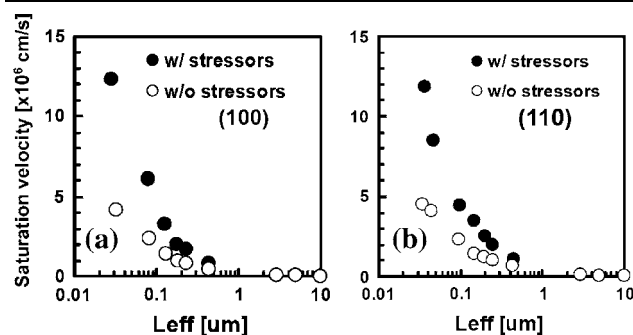 Saturation velocity [x10⁶ cm/s]
15
10
5
0
w/ stressors
w/o stressors
(100)
(a)
0.01 0.1 1 10
Leff [um]
15
10
5
0
w/ stressors
w/o stressors
(110)
(b)
0.01 0.1 1 10
Leff [um]